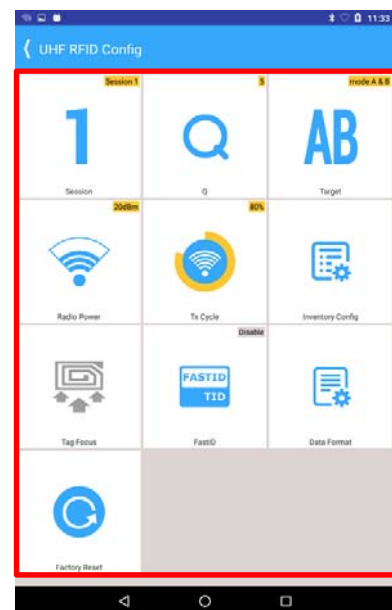 11:33
UHF RFID Config
Session 1
1
Session
5
Q
Q
mode A & B
AB
Target
20dBm
Radio Power
80%
Tx Cycle
Inventory Config
Tag Focus
Disable
FASTID
TID
FastID
Data Format
Factory Reset